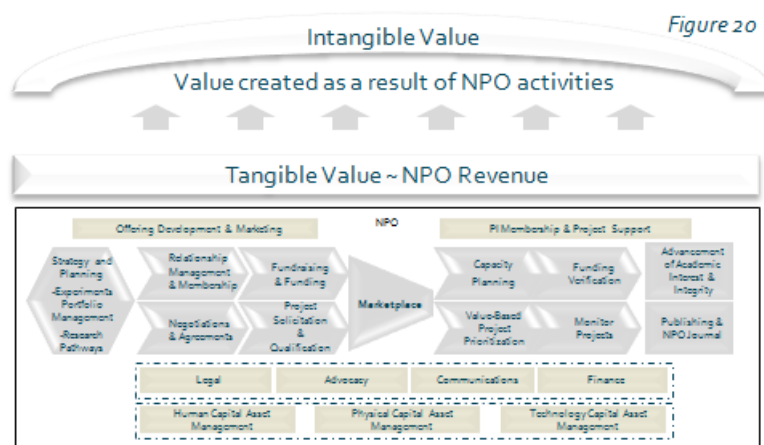 Figure 20
Intangible Value
Value created as a result of NPO activities
Tangible Value ~ NPO Revenue
NPO
Offering Development & Marketing
PI Membership & Project Support
Strategy and
Planning
-Experiments
Portfolio
Management
-Research
Pathways
Relationship
Management
& Membership
Fundraising
& Funding
Negotiations
& Agreements
Project
Solicitation
&
Qualification
Marketplace
Capacity
Planning
Funding
Verification
Advancement
of Academic
Interest &
Integrity
Value-Based
Project
Prioritization
Monitor
Projects
Publishing &
NPO Journal
Legal
Advocacy
Communications
Finance
Human Capital Asset
Management
Physical Capital Asset
Management
Technology Capital Asset
Management